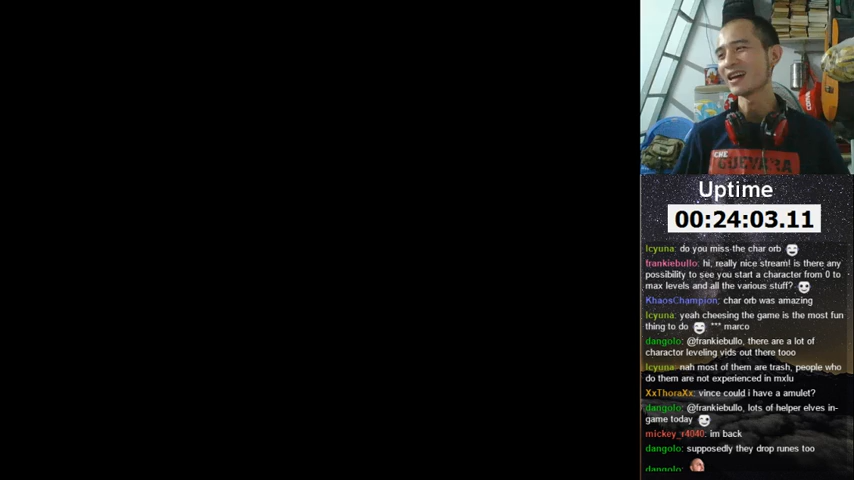 CHE
GUEVARA
Uptime
00:24:03.11
Icyuna: do you miss the char orb
frankiebullo: hi, really nice stream! is there any
possibility to see you start a character from 0 to
max levels and all the various stuff?
KhaosChampion: char orb was amazing
Icyuna: yeah cheesing the game is the most fun
thing to do *** marco
dangolo: @frankiebullo, there are a lot of
charactor leveling vids out there tooo
Icyuna: nah most of them are trash, people who
do them are not experienced in mxlu
XxThoraXx: vince could i have a amulet?
dangolo: @frankiebullo, lots of helper elves in-
game today
mickey_r4040: im back
dangolo: supposedly they drop runes too
dangolo: